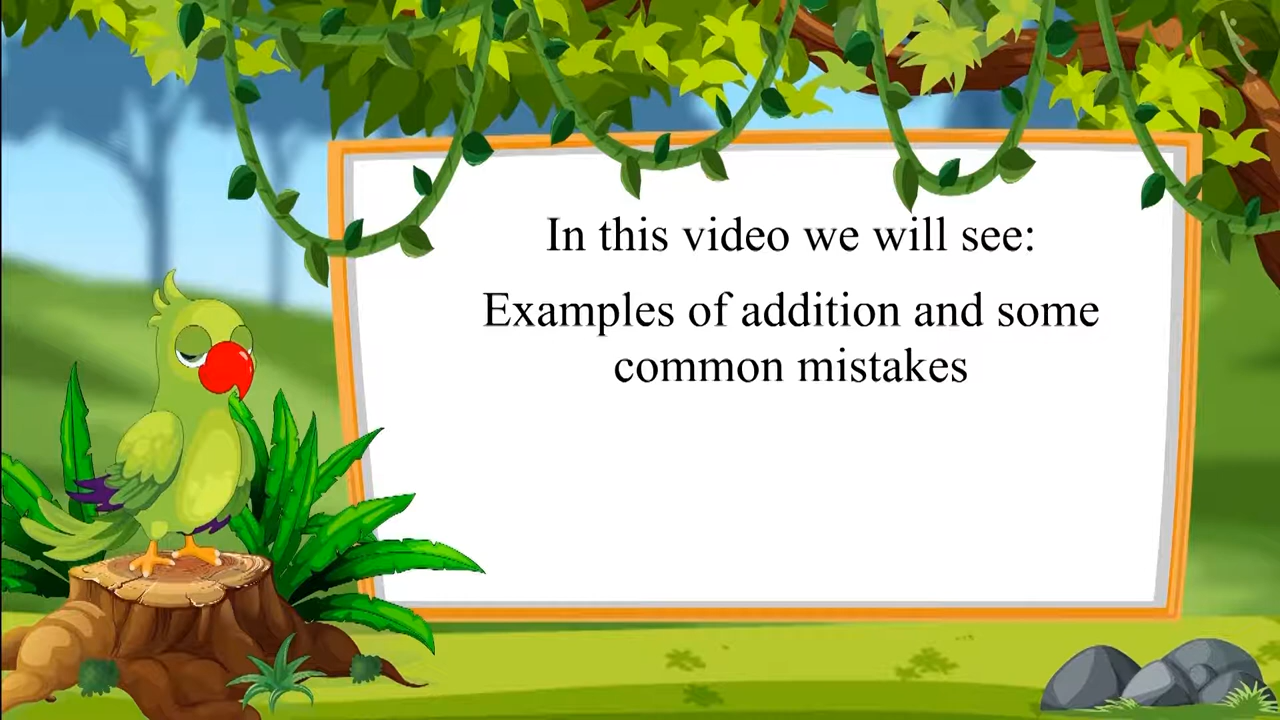 In this video we will see:
Examples of addition and some
common mistakes